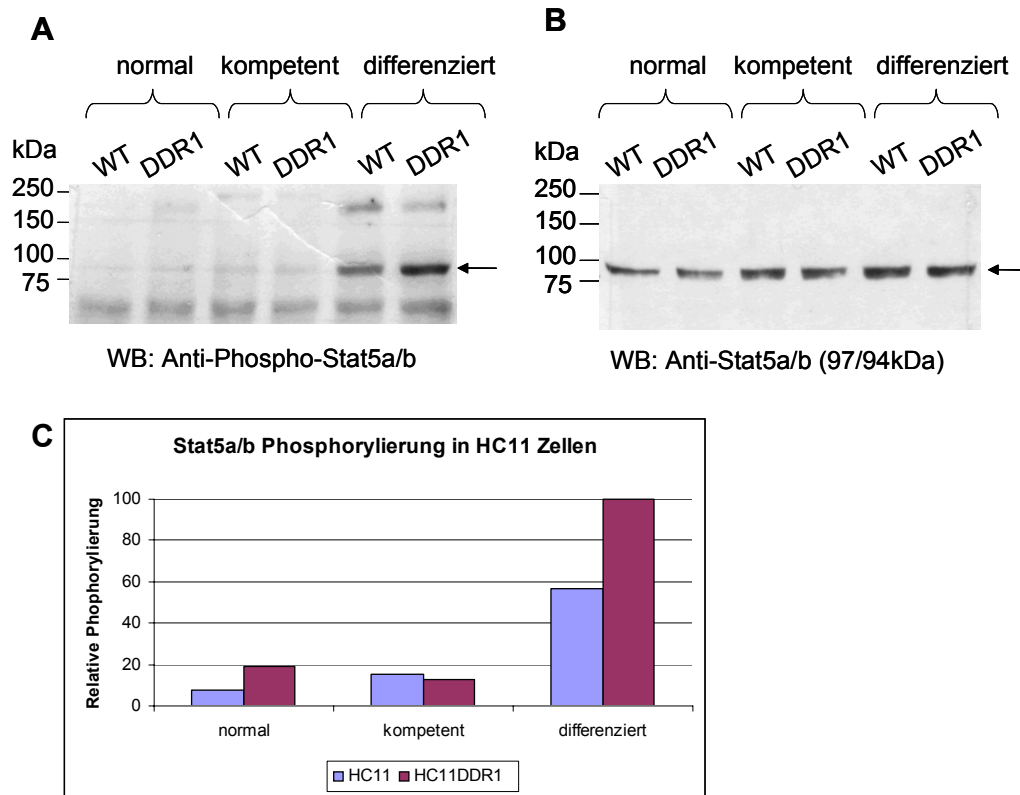 A
normal kompetent differenziert
WT DDR1 WT DDR1 WT DDR1
kDa
250
150
100
75
WB: Anti-Phospho-Stat5a/b
B
normal kompetent differenziert
WT DDR1 WT DDR1 WT DDR1
kDa
250
150
100
75
WB: Anti-Stat5a/b (97/94kDa)
C
Stat5a/b Phosphorylierung in HC11 Zellen
Relative Phophorylierung
100
80
60
40
20
0
normal kompetent differenziert
HC11 HC11DDR1